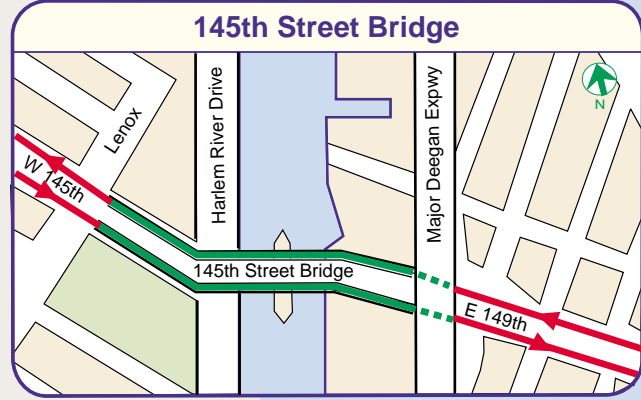 145th Street Bridge
Lenox
Harlem River Drive
Major Deegan Expwy
N
W 145th
145th Street Bridge
E 149th